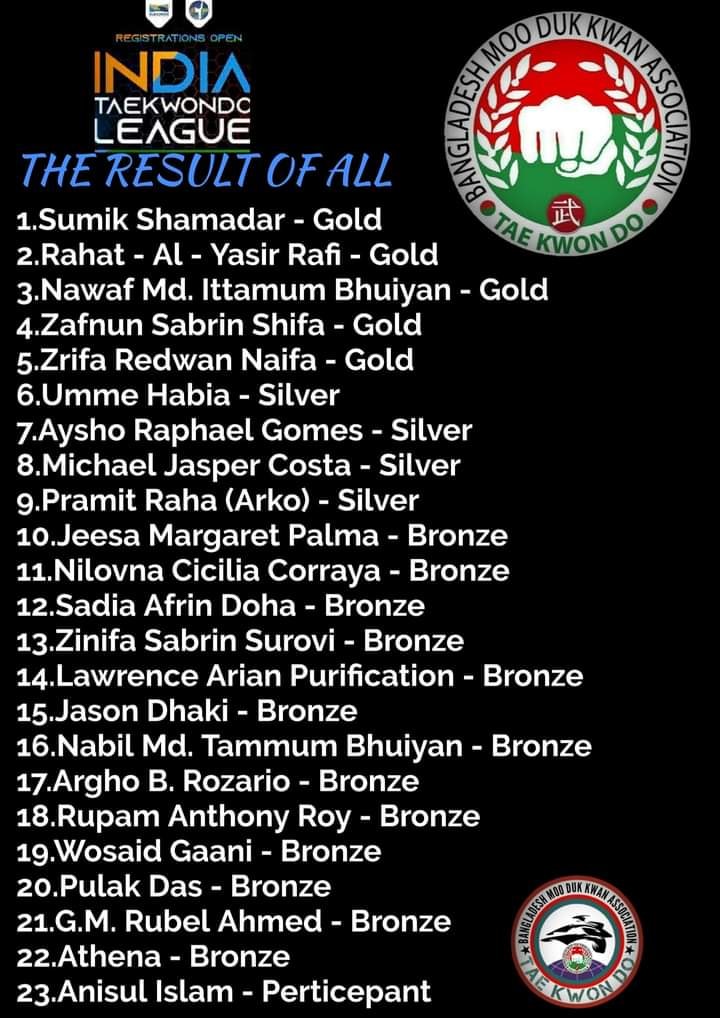 REGISTRATIONS OPEN
INDIA
TAEKWONDO
LEAGUE
BANGLADESH MOO DUK KWAN ASSOCIATION
武
TAE KWON DO
THE RESULT OF ALL
1.Sumik Shamadar - Gold
2.Rahat - Al - Yasir Rafi - Gold
3.Nawaf Md. Ittamum Bhuiyan - Gold
4.Zafnun Sabrin Shifa - Gold
5.Zrifa Redwan Naifa - Gold
6.Umme Habia - Silver
7.Aysho Raphael Gomes - Silver
8.Michael Jasper Costa - Silver
9.Pramit Raha (Arko) - Silver
10.Jeesa Margaret Palma - Bronze
11.Nilovna Cicilia Corraya - Bronze
12.Sadia Afrin Doha - Bronze
13.Zinifa Sabrin Surovi - Bronze
14.Lawrence Arian Purification - Bronze
15.Jason Dhaki - Bronze
16.Nabil Md. Tammum Bhuiyan - Bronze
17.Argho B. Rozario - Bronze
18.Rupam Anthony Roy - Bronze
19.Wosaid Gaani - Bronze
20.Pulak Das - Bronze
21.G.M. Rubel Ahmed - Bronze
22.Athena - Bronze
23.Anisul Islam - Perticepant
BANGLADESH MOO DUK KWAN ASSOCIATION
TAE KWON DO